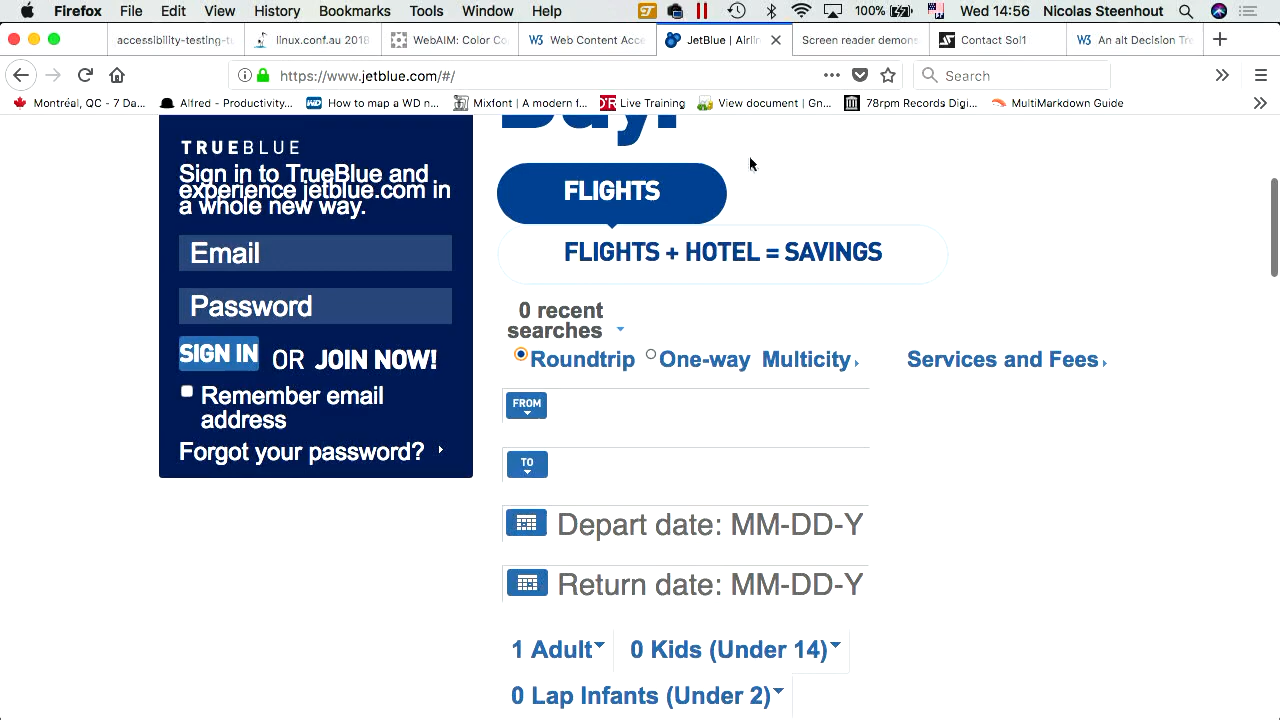 Firefox File Edit View History Bookmarks Tools Window Help 100% Wed 14:56 Nicolas Steenhout
accessibility-testing-tu linux.conf.au 2018 WebAIM: Color Co Web Content Acce JetBlue | Airlin Screen reader demons Contact Sol1 An alt Decision Tre
https://www.jetblue.com/#/ Search
Montréal, QC - 7 Da... Alfred - Productivity... How to map a WD n... Mixfont | A modern f... Live Training View document | Gn... 78rpm Records Digi... MultiMarkdown Guide
TRUEBLUE
Sign in to TrueBlue and
experience jetblue.com in
a whole new way.
Email
Password
SIGN IN OR JOIN NOW!
Remember email
address
Forgot your password?
FLIGHTS
FLIGHTS + HOTEL = SAVINGS
0 recent
searches
Roundtrip One-way Multicity Services and Fees
FROM
TO
Depart date: MM-DD-Y
Return date: MM-DD-Y
1 Adult 0 Kids (Under 14)
0 Lap Infants (Under 2)